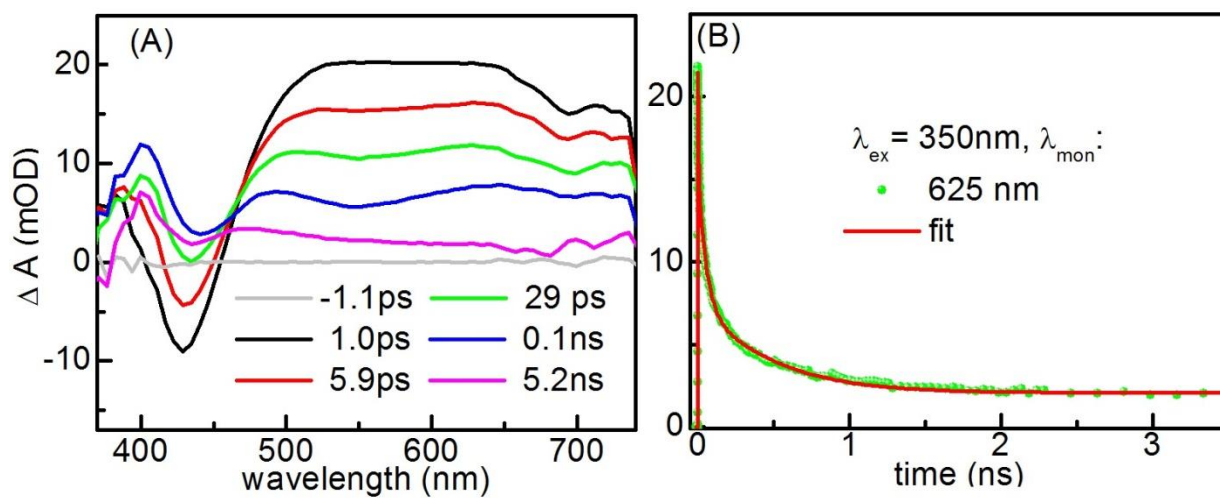 (A)
20
10
0
-10
Δ A (mOD)
-1.1ps
29 ps
1.0ps
0.1ns
5.9ps
5.2ns
400
500
600
700
wavelength (nm)
(B)
20
10
0
λex = 350nm, λmon:
625 nm
fit
0
1
2
3
time (ns)